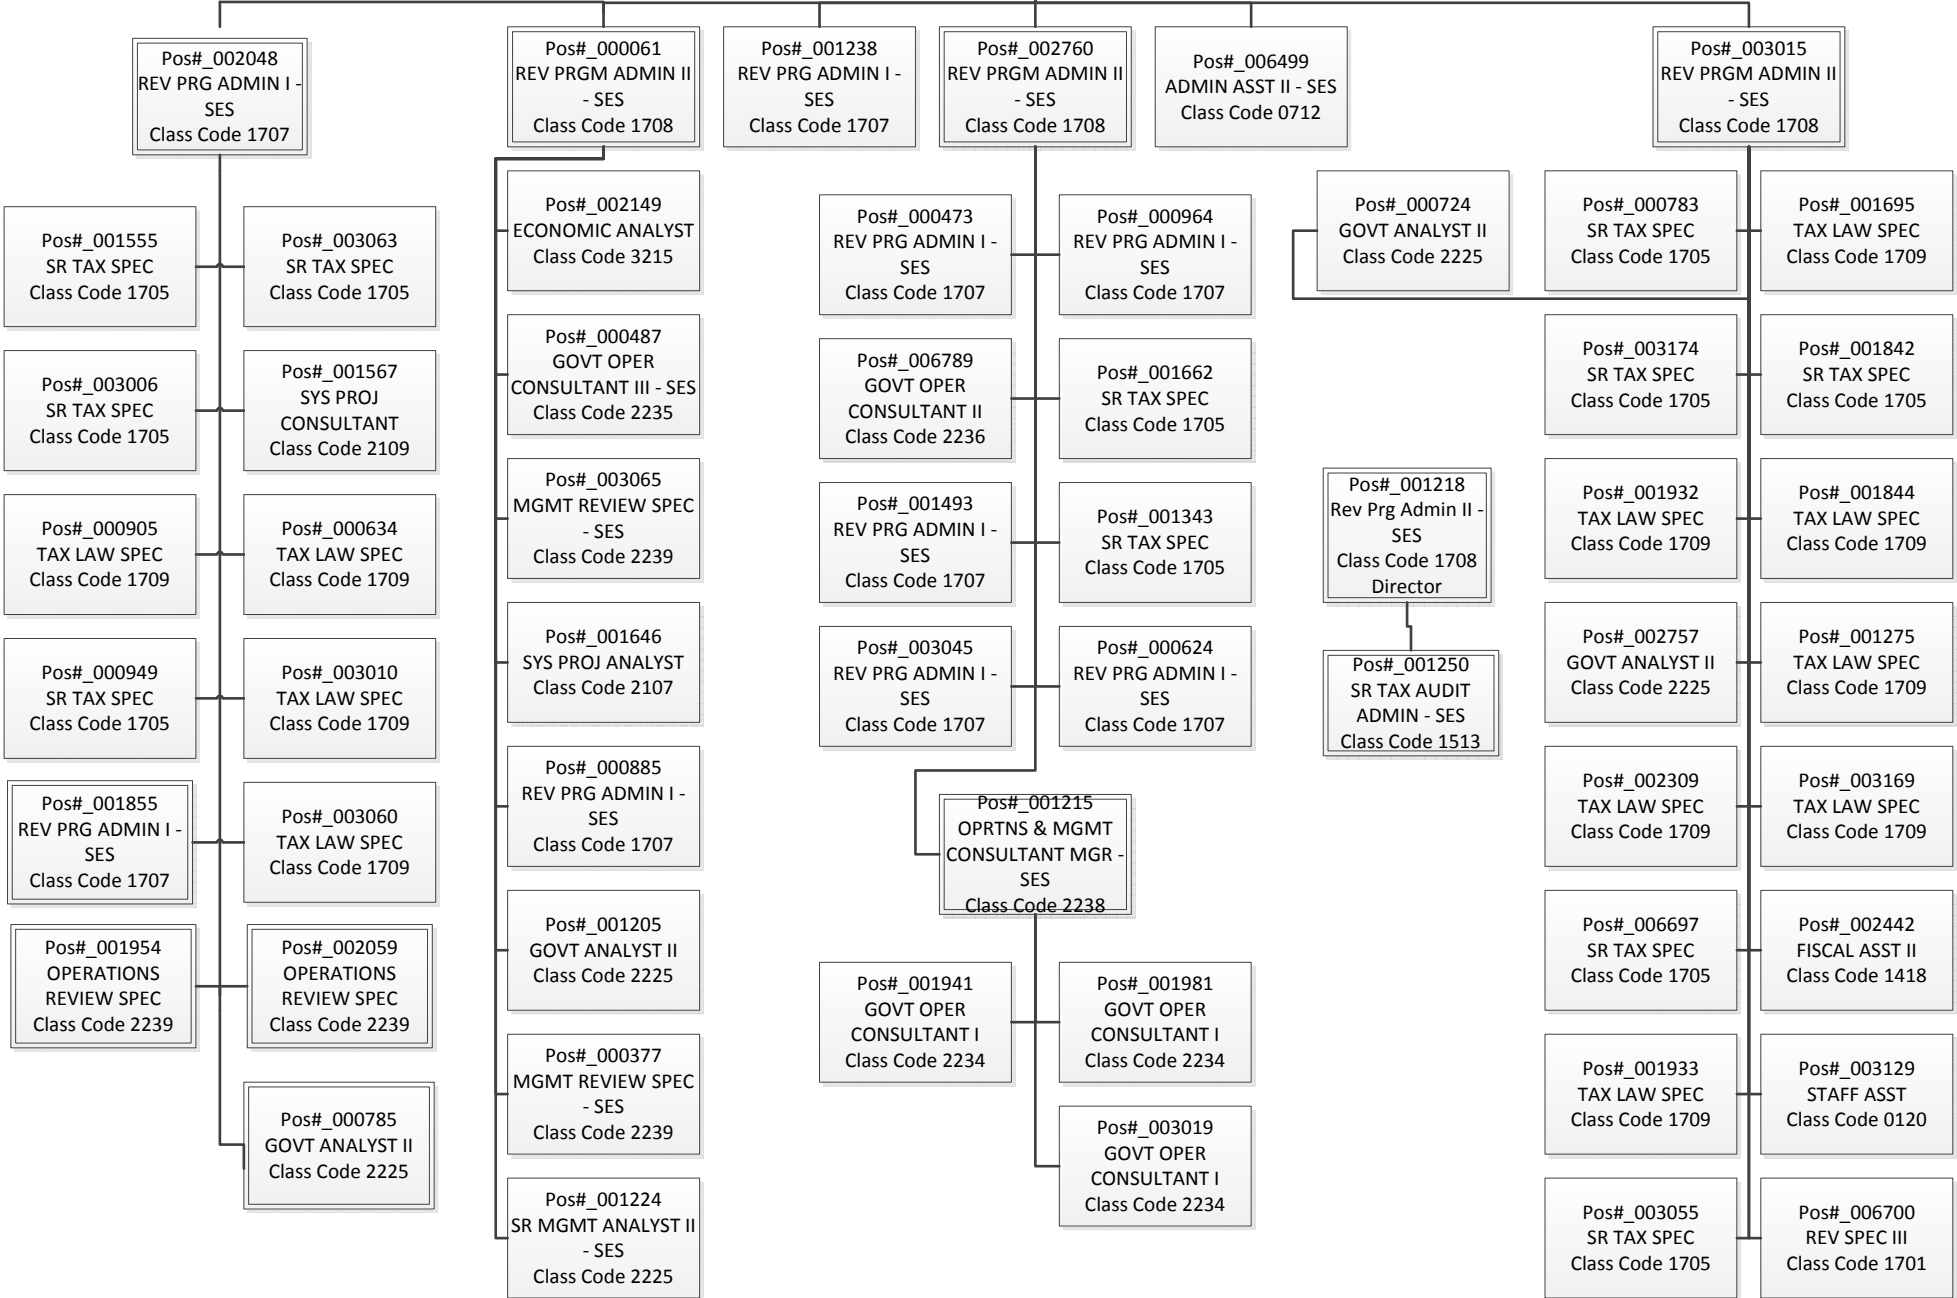 Pos#_002048
REV PRG ADMIN I -
SES
Class Code 1707
Pos#_000061
REV PRGM ADMIN II
- SES
Class Code 1708
Pos#_001238
REV PRG ADMIN I -
SES
Class Code 1707
Pos#_002760
REV PRGM ADMIN II
- SES
Class Code 1708
Pos#_006499
ADMIN ASST II - SES
Class Code 0712
Pos#_003015
REV PRGM ADMIN II
- SES
Class Code 1708
Pos#_001555
SR TAX SPEC
Class Code 1705
Pos#_003063
SR TAX SPEC
Class Code 1705
Pos#_003006
SR TAX SPEC
Class Code 1705
Pos#_001567
SYS PROJ
CONSULTANT
Class Code 2109
Pos#_000905
TAX LAW SPEC
Class Code 1709
Pos#_000634
TAX LAW SPEC
Class Code 1709
Pos#_000949
SR TAX SPEC
Class Code 1705
Pos#_003010
TAX LAW SPEC
Class Code 1709
Pos#_001855
REV PRG ADMIN I -
SES
Class Code 1707
Pos#_003060
TAX LAW SPEC
Class Code 1709
Pos#_001954
OPERATIONS
REVIEW SPEC
Class Code 2239
Pos#_002059
OPERATIONS
REVIEW SPEC
Class Code 2239
Pos#_000785
GOVT ANALYST II
Class Code 2225
Pos#_002149
ECONOMIC ANALYST
Class Code 3215
Pos#_000487
GOVT OPER
CONSULTANT III - SES
Class Code 2235
Pos#_003065
MGMT REVIEW SPEC
- SES
Class Code 2239
Pos#_001646
SYS PROJ ANALYST
Class Code 2107
Pos#_000885
REV PRG ADMIN I -
SES
Class Code 1707
Pos#_001205
GOVT ANALYST II
Class Code 2225
Pos#_000377
MGMT REVIEW SPEC
- SES
Class Code 2239
Pos#_001224
SR MGMT ANALYST II
- SES
Class Code 2225
Pos#_000473
REV PRG ADMIN I -
SES
Class Code 1707
Pos#_000964
REV PRG ADMIN I -
SES
Class Code 1707
Pos#_006789
GOVT OPER
CONSULTANT II
Class Code 2236
Pos#_001662
SR TAX SPEC
Class Code 1705
Pos#_001493
REV PRG ADMIN I -
SES
Class Code 1707
Pos#_001343
SR TAX SPEC
Class Code 1705
Pos#_003045
REV PRG ADMIN I -
SES
Class Code 1707
Pos#_000624
REV PRG ADMIN I -
SES
Class Code 1707
Pos#_001215
OPRTNS & MGMT
CONSULTANT MGR -
SES
Class Code 2238
Pos#_001941
GOVT OPER
CONSULTANT I
Class Code 2234
Pos#_001981
GOVT OPER
CONSULTANT I
Class Code 2234
Pos#_003019
GOVT OPER
CONSULTANT I
Class Code 2234
Pos#_000724
GOVT ANALYST II
Class Code 2225
Pos#_001218
Rev Prg Admin II -
SES
Class Code 1708
Director
Pos#_001250
SR TAX AUDIT
ADMIN - SES
Class Code 1513
Pos#_000783
SR TAX SPEC
Class Code 1705
Pos#_001695
TAX LAW SPEC
Class Code 1709
Pos#_003174
SR TAX SPEC
Class Code 1705
Pos#_001842
SR TAX SPEC
Class Code 1705
Pos#_001932
TAX LAW SPEC
Class Code 1709
Pos#_001844
TAX LAW SPEC
Class Code 1709
Pos#_002757
GOVT ANALYST II
Class Code 2225
Pos#_001275
TAX LAW SPEC
Class Code 1709
Pos#_002309
TAX LAW SPEC
Class Code 1709
Pos#_003169
TAX LAW SPEC
Class Code 1709
Pos#_006697
SR TAX SPEC
Class Code 1705
Pos#_002442
FISCAL ASST II
Class Code 1418
Pos#_001933
TAX LAW SPEC
Class Code 1709
Pos#_003129
STAFF ASST
Class Code 0120
Pos#_003055
SR TAX SPEC
Class Code 1705
Pos#_006700
REV SPEC III
Class Code 1701